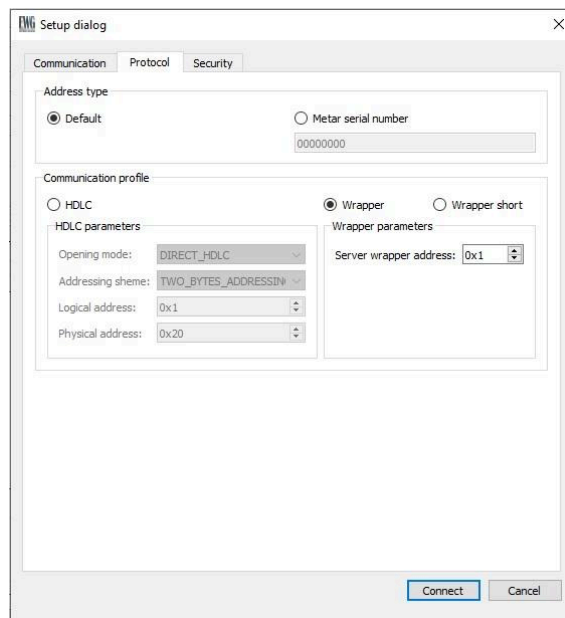 EWG Setup dialog
Communication Protocol Security
Address type
Default Metar serial number
00000000
Communication profile
HDLC Wrapper Wrapper short
HDLC parameters Wrapper parameters
Opening mode: DIRECT_HDLC Server wrapper address: 0x1
Addressing sheme: TWO_BYTES_ADDRESSIN
Logical address: 0x1
Physical address: 0x20
Connect Cancel